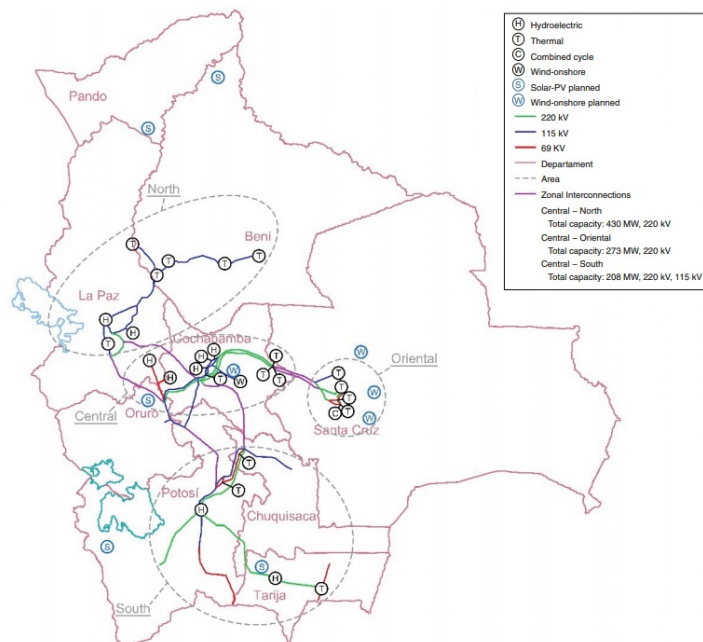 H Hydroelectric
T Thermal
C Combined cycle
W Wind-onshore
S Solar-PV planned
W Wind-onshore planned
220 kV
115 kV
69 KV
Departament
Area
Zonal Interconnections
Central – North
Total capacity: 430 MW, 220 kV
Central – Oriental
Total capacity: 273 MW, 220 kV
Central – South
Total capacity: 208 MW, 220 kV, 115 kV
S
Pando
S
North
Beni
T
T
T
T
T
La Paz
H
H
T
Cochabamba
H
H
H
H
H
T
W
W
T
T
T
W
Oriental
T
W
T
T
W
T
C
Santa Cruz
Central
S
Oruro
T
T
Potosí
H
Chuquisaca
S
S
H
T
Tarija
South